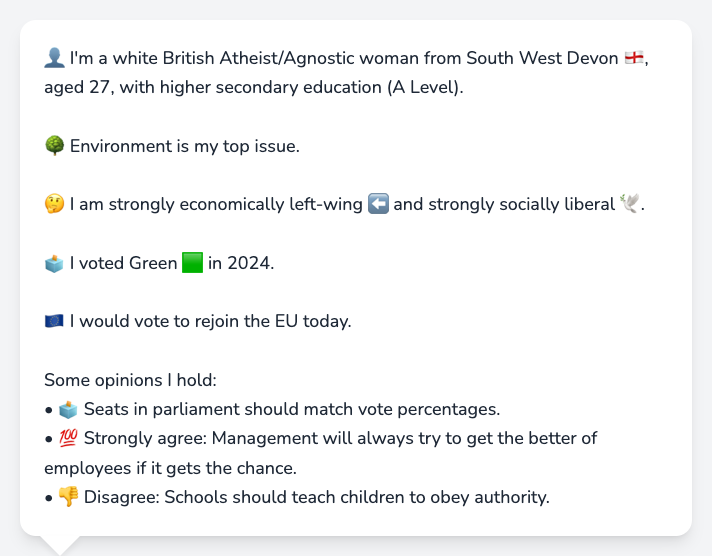 👤 I'm a white British Atheist/Agnostic woman from South West Devon 🏴󠁧󠁢󠁥󠁮󠁧󠁿,
aged 27, with higher secondary education (A Level).
🌳 Environment is my top issue.
🤔 I am strongly economically left-wing ⬅️ and strongly socially liberal 🕊️.
🗳️ I voted Green 🟩 in 2024.
🇪🇺 I would vote to rejoin the EU today.
Some opinions I hold:
• 🗳️ Seats in parliament should match vote percentages.
• 💯 Strongly agree: Management will always try to get the better of
employees if it gets the chance.
• 👎 Disagree: Schools should teach children to obey authority.